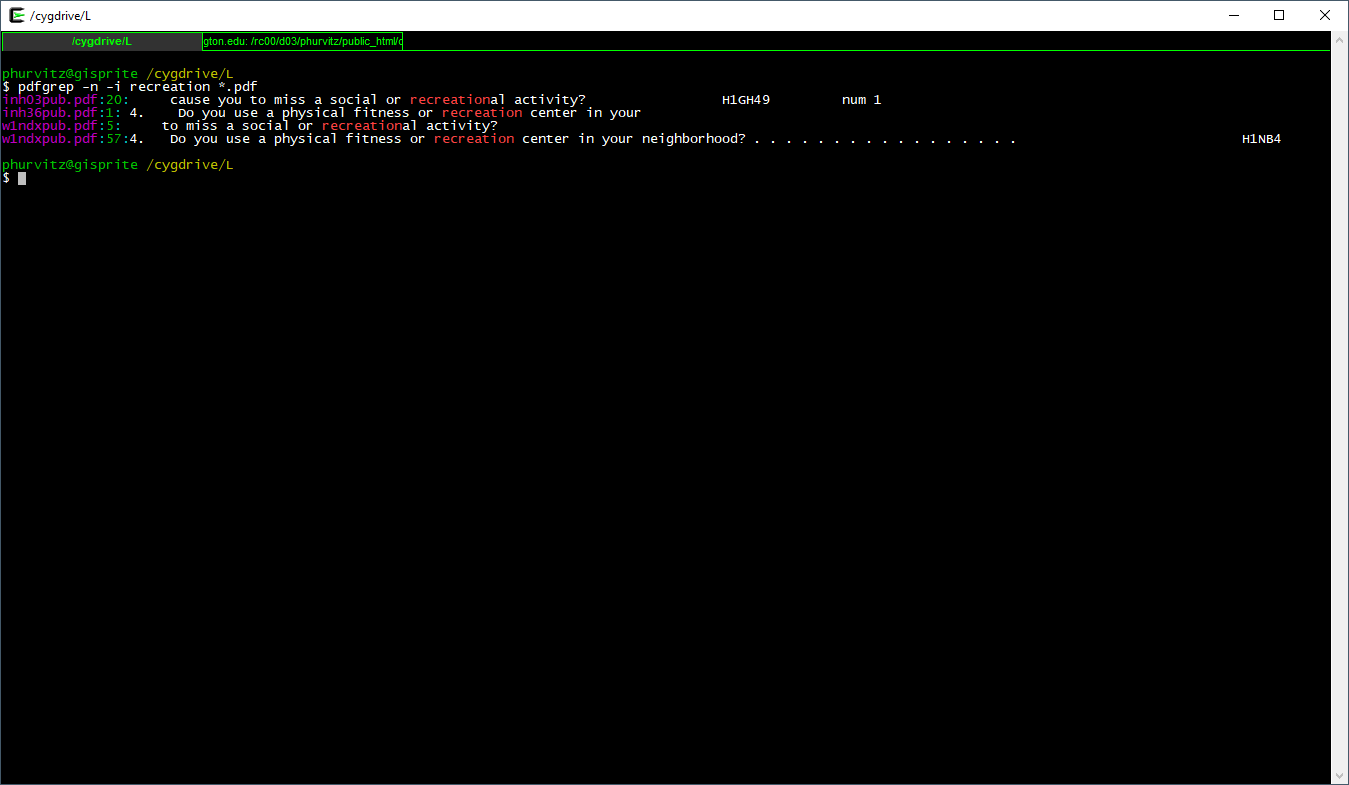 /cygdrive/L
/cygdrive/L gton.edu: /rc00/d03/phurvitz/public_html/c
phurvitz@gisprite /cygdrive/L
$ pdfgrep -n -i recreation *.pdf
inh03pub.pdf:20:     cause you to miss a social or recreational activity?                 H1GH49         num 1
inh36pub.pdf:1: 4.    Do you use a physical fitness or recreation center in your
w1ndxpub.pdf:5:     to miss a social or recreational activity?
w1ndxpub.pdf:57:4.   Do you use a physical fitness or recreation center in your neighborhood? . . . . . . . . . . . . . . . . .                            H1NB4
phurvitz@gisprite /cygdrive/L
$